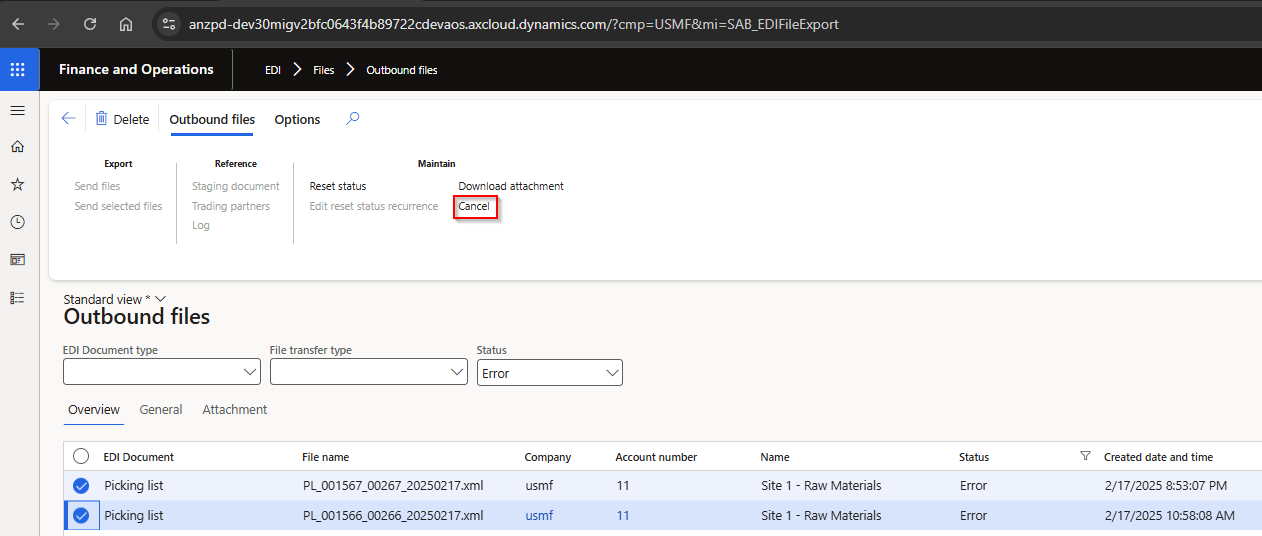 anzpd-dev30migv2bfc0643f4b89722cdevaos.axcloud.dynamics.com/?cmp=USMF&mi=SAB_EDIFileExport
Finance and Operations EDI Files Outbound files
Delete Outbound files Options
Export Reference Maintain
Send files Staging document Reset status Download attachment
Send selected files Trading partners Edit reset status recurrence Cancel
Log
Standard view *
Outbound files
EDI Document type File transfer type Status
Error
Overview General Attachment
EDI Document File name Company Account number Name Status Created date and time
Picking list PL_001567_00267_20250217.xml usmf 11 Site 1 - Raw Materials Error 2/17/2025 8:53:07 PM
Picking list PL_001566_00266_20250217.xml usmf 11 Site 1 - Raw Materials Error 2/17/2025 10:58:08 AM